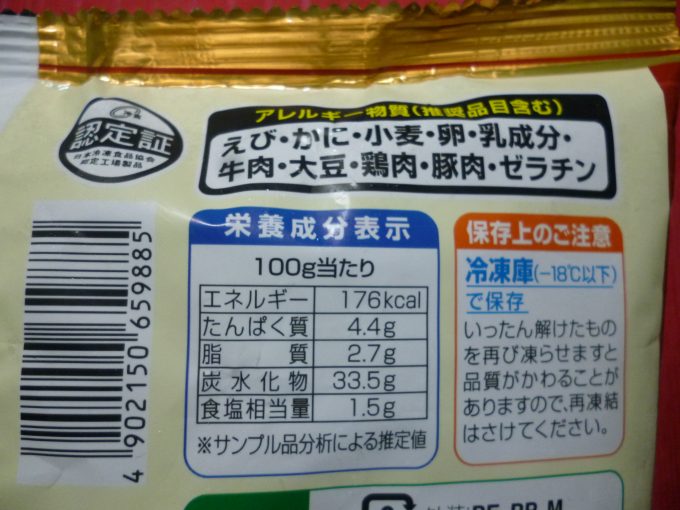 認定証
日本冷凍食品協会
認定工場製品
アレルギー物質(推奨品目含む)
えび・かに・小麦・卵・乳成分・
牛肉・大豆・鶏肉・豚肉・ゼラチン
栄養成分表示
100g当たり
エネルギー 176kcal
たんぱく質 4.4g
脂質 2.7g
炭水化物 33.5g
食塩相当量 1.5g
※サンプル品分析による推定値
保存上のご注意
冷凍庫(-18℃以下)
で保存
いったん解けたもの
を再び凍らせますと
品質がかわることが
ありますので、再凍結
はさけてください。
4 902150 659885